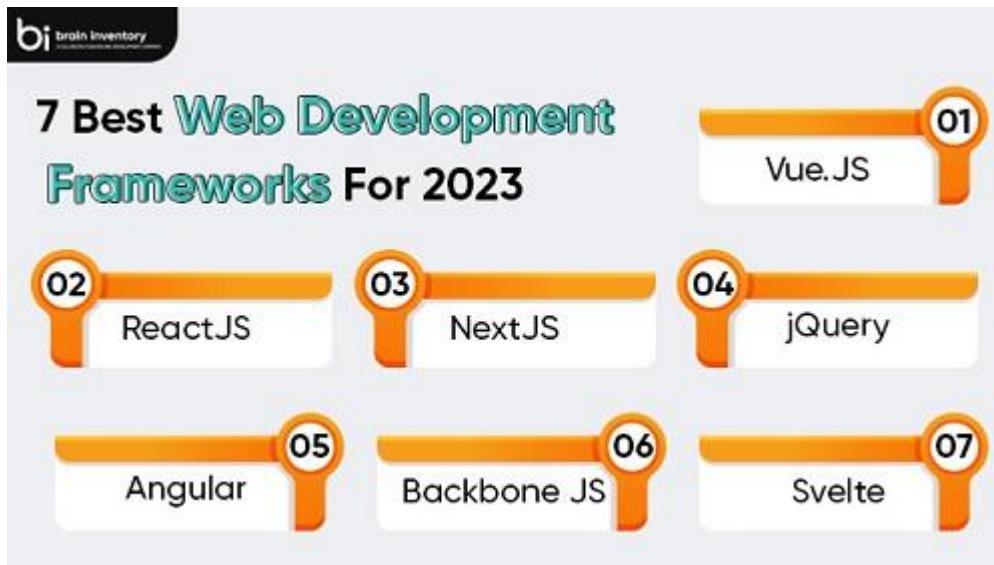 bi brain inventory
7 Best Web Development
Frameworks For 2023
01
Vue.JS
02
ReactJS
03
NextJS
04
jQuery
05
Angular
06
Backbone JS
07
Svelte